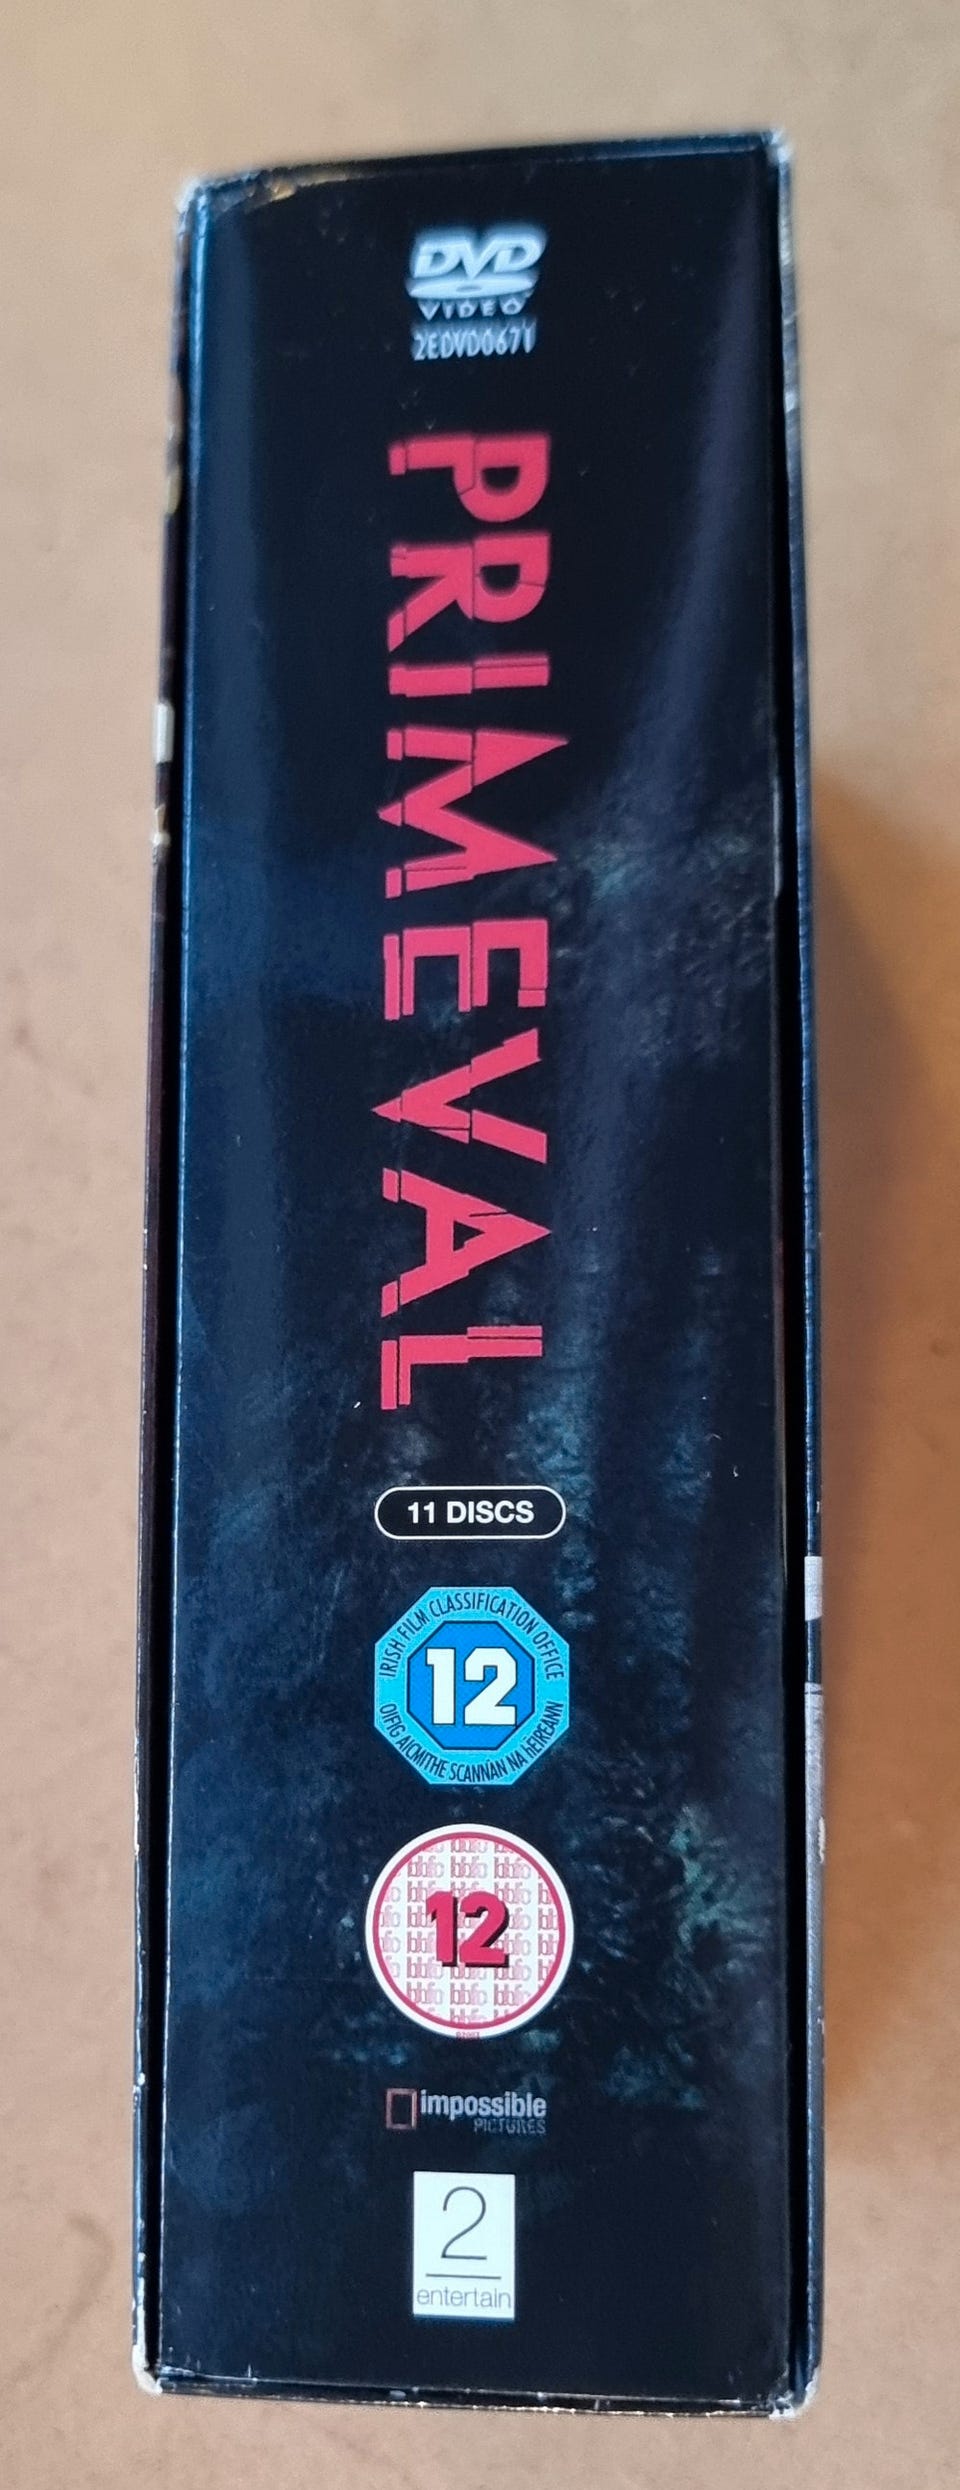 DVD
VIDEO
2EDVD0671
PRIMEVAL
11 DISCS
IRISH FILM CLASSIFICATION OFFICE
12
OIFIG AICMITHE SCANNÁN NA hÉIREANN
12
impossible
PICTURES
2
entertain